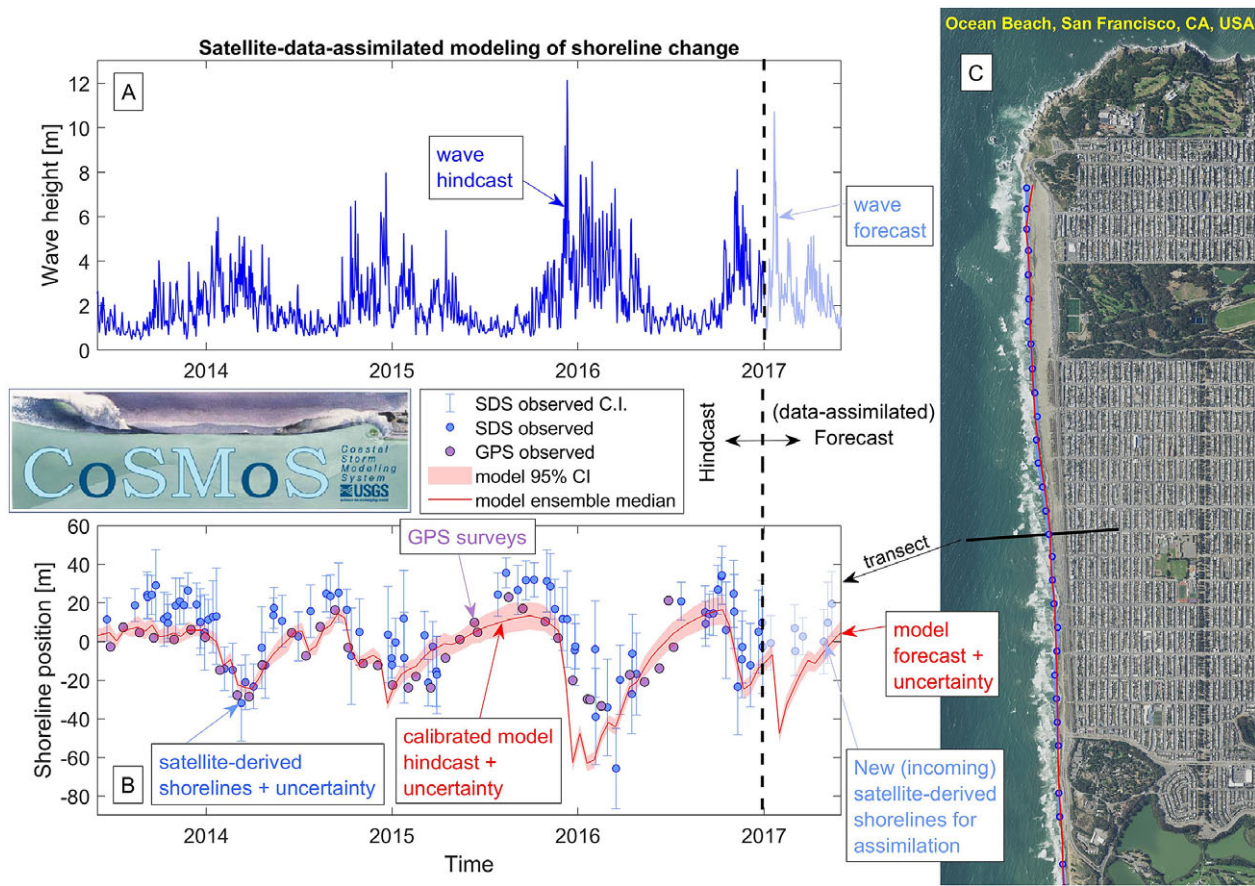 Satellite-data-assimilated modeling of shoreline change
A
Wave height [m]
12
10
8
6
4
2
0
wave
hindcast
wave
forecast
2014
2015
2016
2017
CoSMoS
Coastal
Storm
Modeling
System
USGS
SDS observed C.I.
SDS observed
GPS observed
model 95% CI
model ensemble median
Hindcast
(data-assimilated)
Forecast
B
Shoreline position [m]
60
40
20
0
-20
-40
-60
-80
GPS surveys
satellite-derived
shorelines + uncertainty
calibrated model
hindcast +
uncertainty
model
forecast +
uncertainty
New (incoming)
satellite-derived
shorelines for
assimilation
2014
2015
2016
2017
Time
Ocean Beach, San Francisco, CA, USA
C
transect